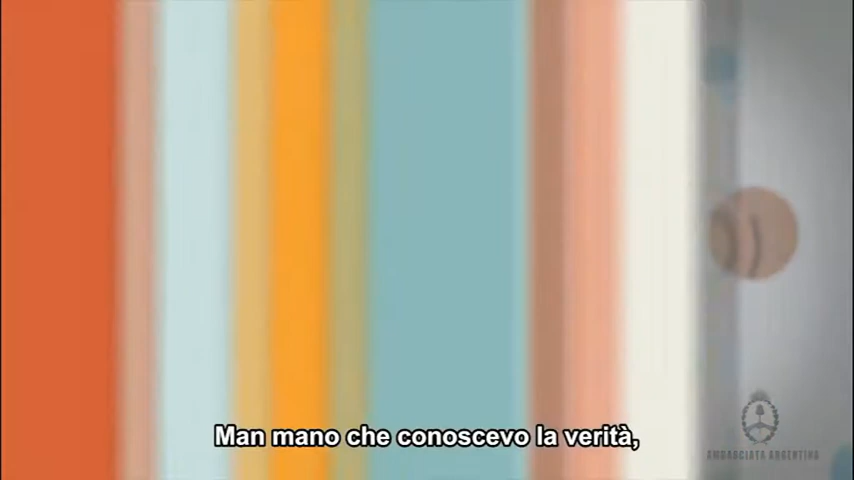 Man mano che conoscevo la verità,
AMBASCIATA ARGENTINA